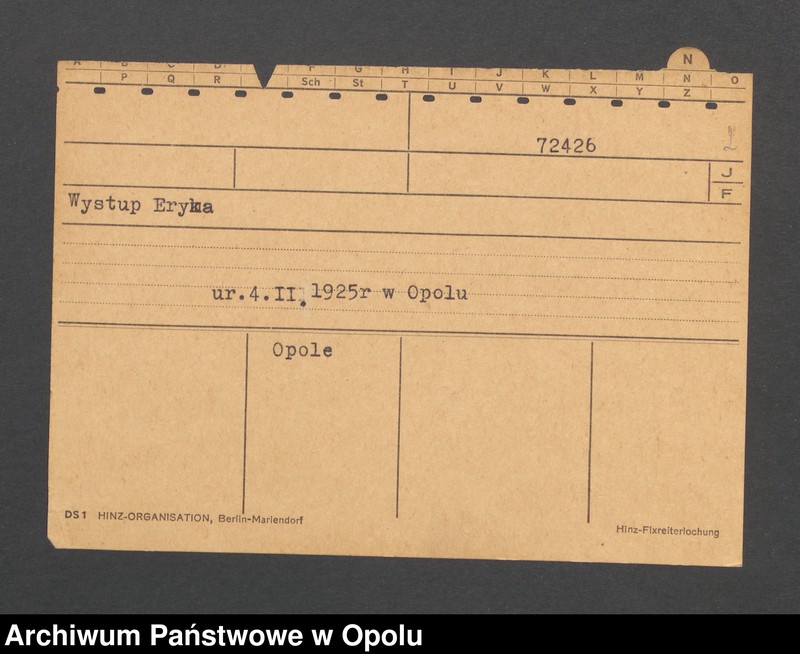 N
A B C D F G H I J K L M N O
P Q R Sch St T U V W X Y Z
72426
J
F
Wystup Eryka
ur.4.II.1925r w Opolu
Opole
DS1 HINZ-ORGANISATION, Berlin-Mariendorf
Hinz-Fixreiterlochung
Archiwum Państwowe w Opolu